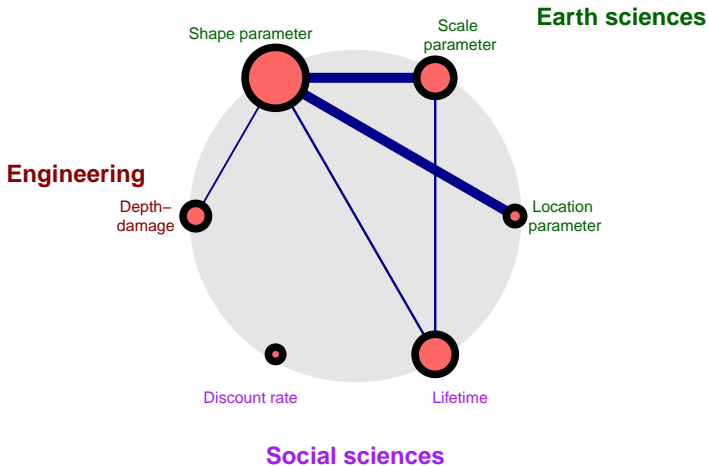 Earth sciences
Shape parameter
Scale
parameter
Engineering
Depth−
damage
Location
parameter
Discount rate
Lifetime
Social sciences